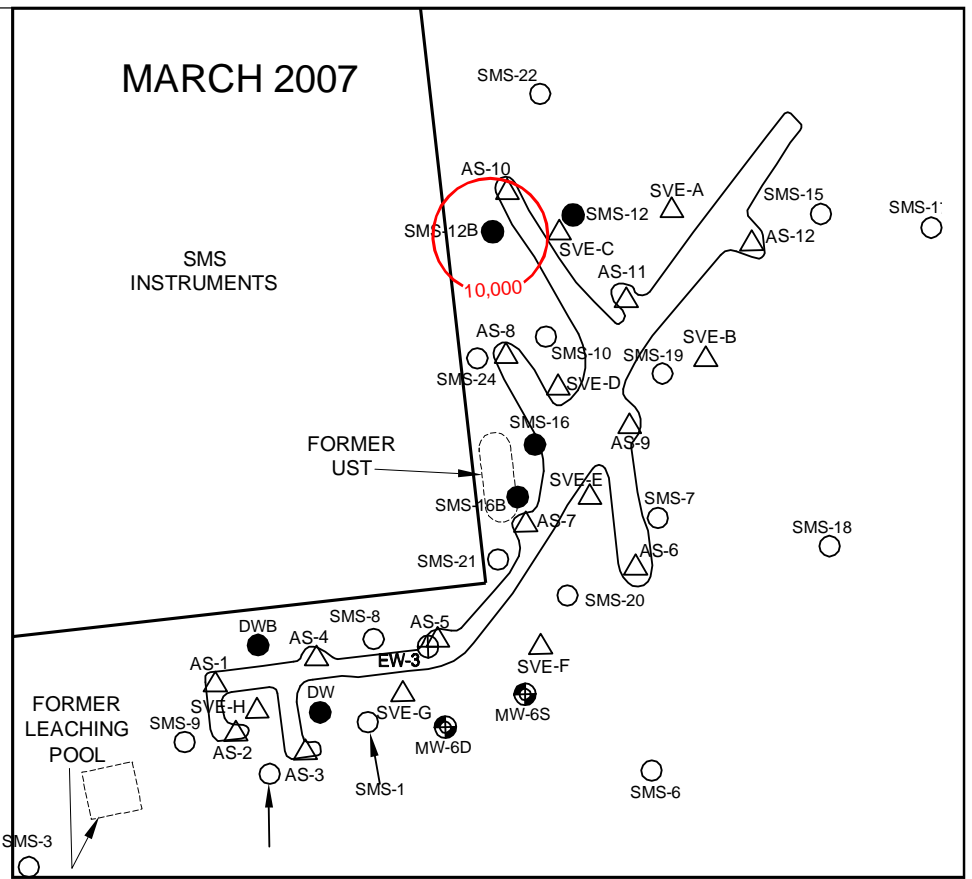 MARCH 2007
SMS-22
AS-10
SVE-A
SMS-15
SMS-12
SMS-12B
SVE-C
AS-12
SMS
INSTRUMENTS
AS-11
10,000
AS-8
SVE-B
SMS-10
SMS-19
SMS-24
SVE-D
SMS-16
FORMER
UST
AS-9
SVE-E
SMS-16B
SMS-7
AS-7
SMS-18
SMS-21
AS-6
SMS-20
SMS-8
AS-5
DWB
AS-4
EW-3
SVE-F
AS-1
DW
FORMER
LEACHING
POOL
SVE-H
SVE-G
MW-6S
SMS-9
AS-2
MW-6D
AS-3
SMS-1
SMS-6
SMS-3